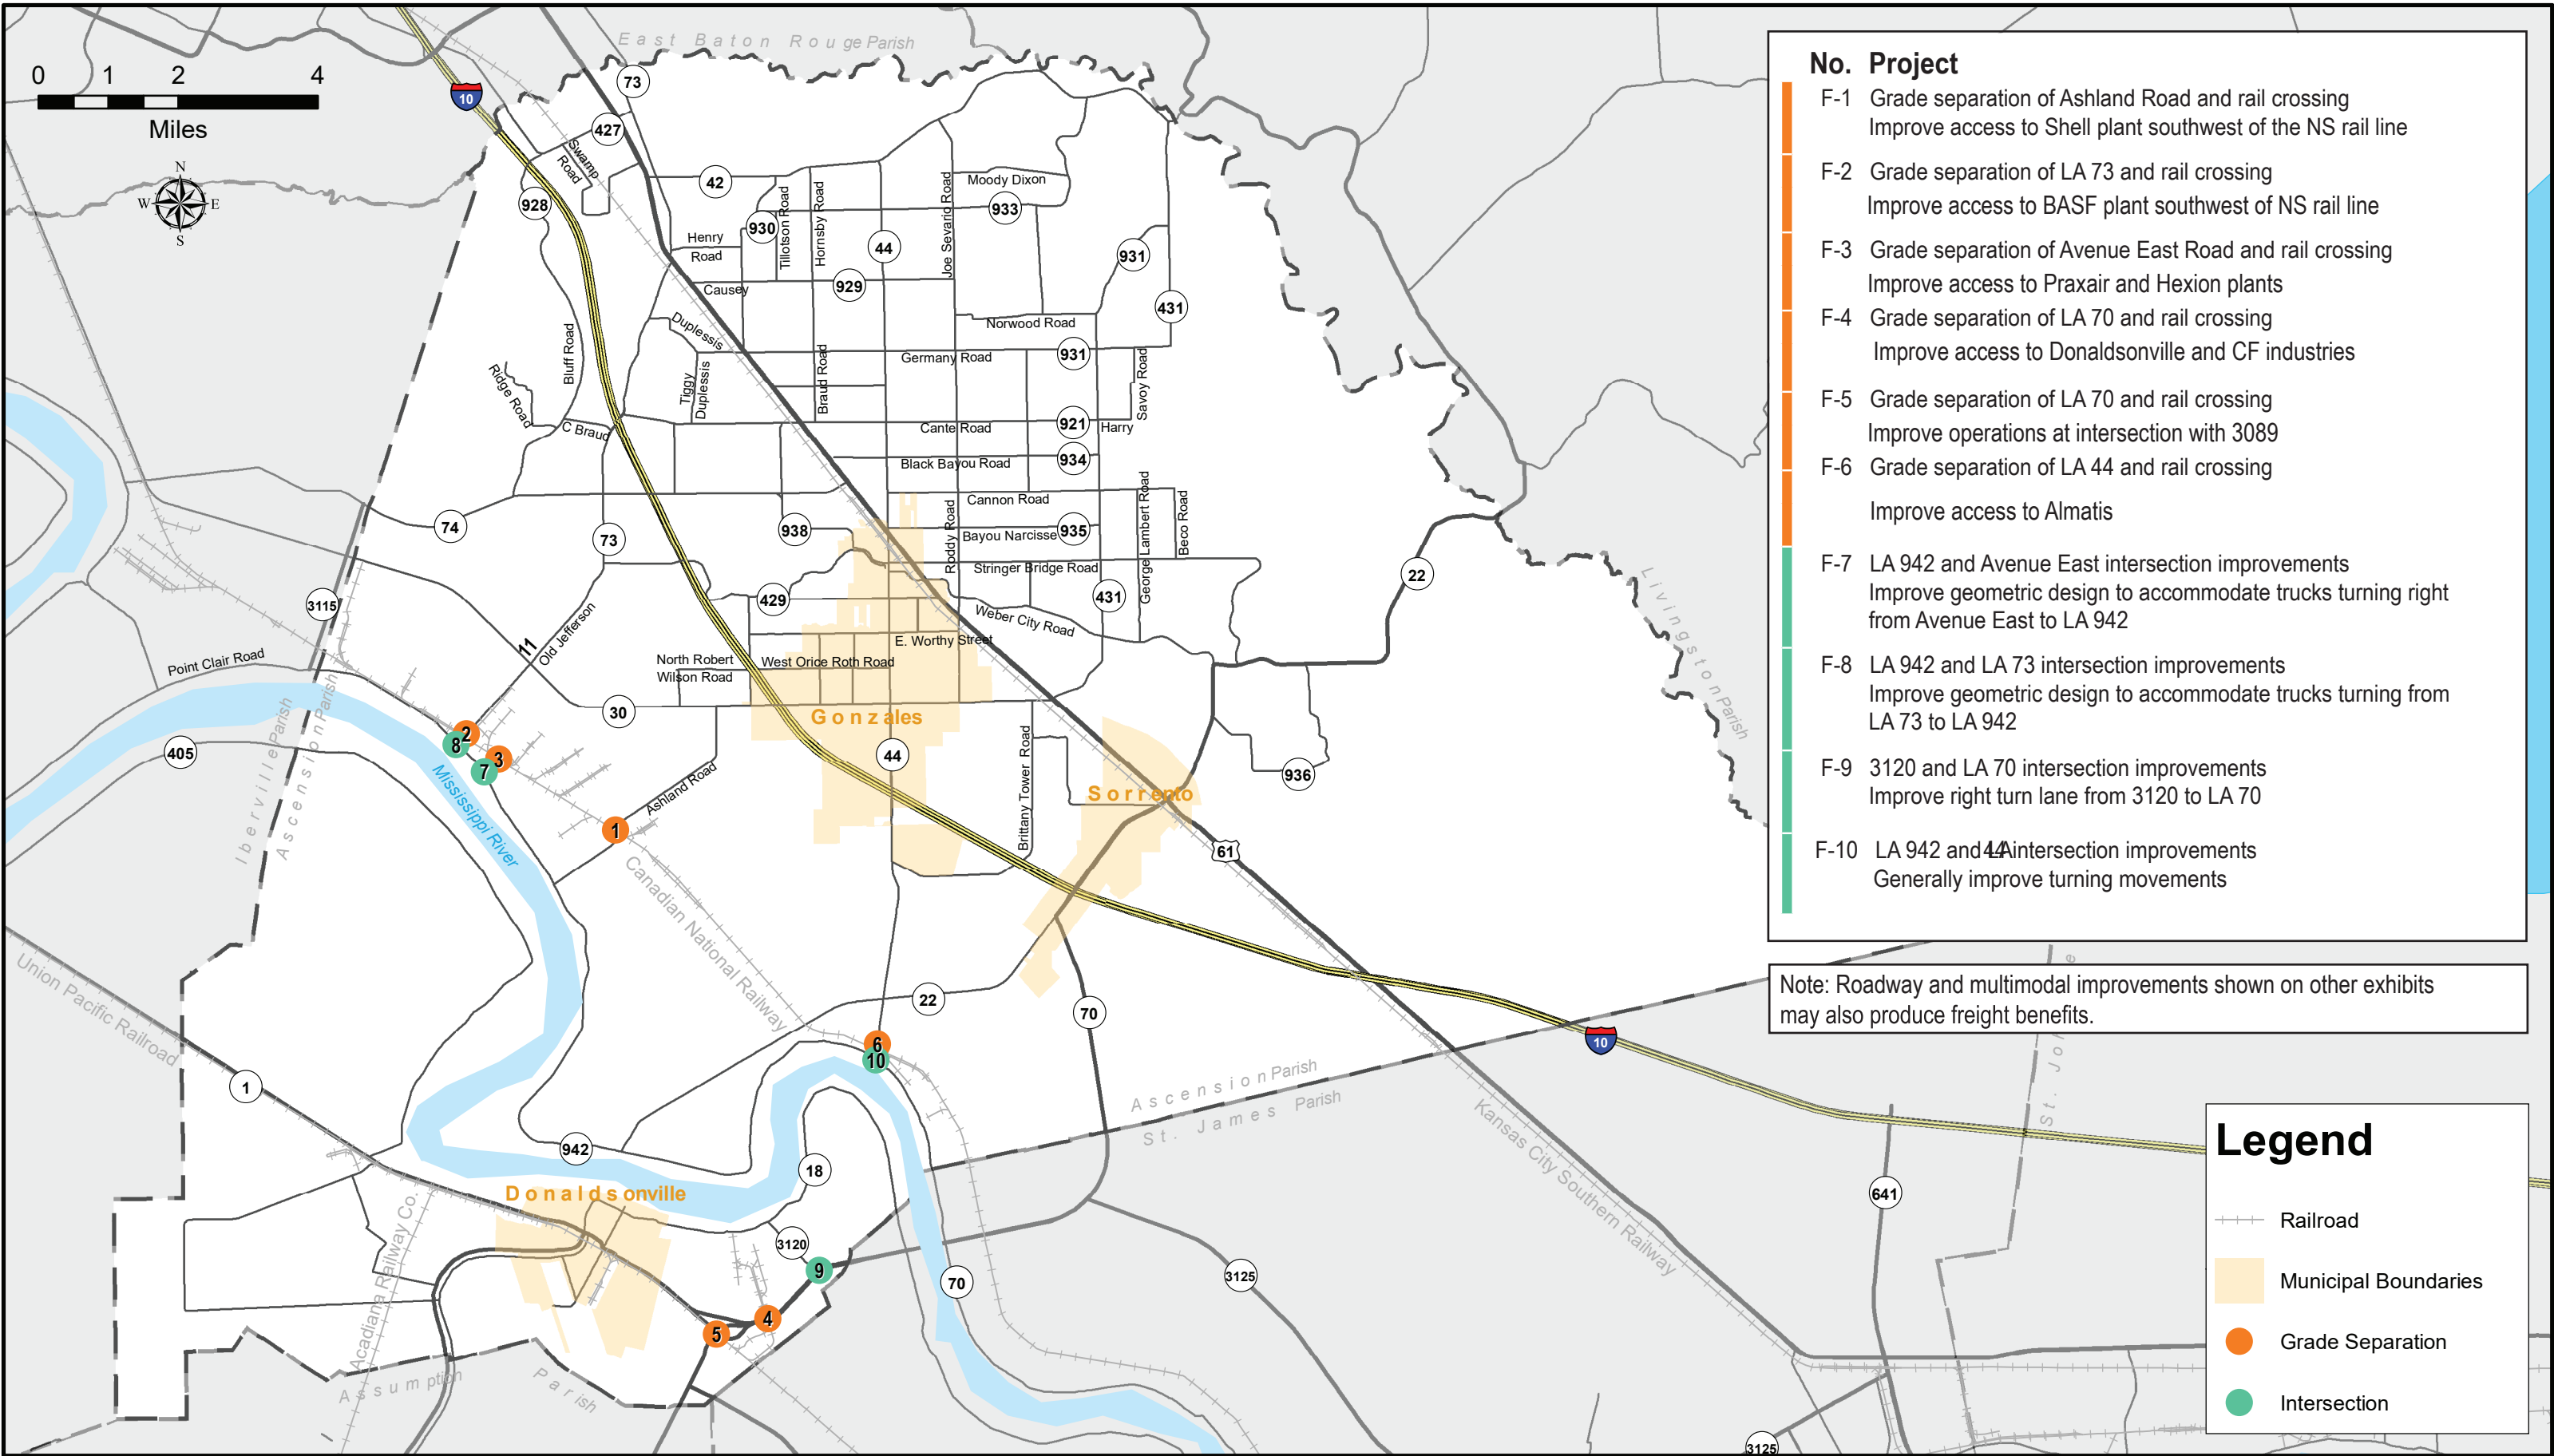 East Baton Rouge Parish
0 1 2 4
Miles
N
W E
S
10
73
427
Swamp
Road
42
928
930
Tillotson Road
Hornsby Road
44
Joe Sevario Road
Moody Dixon
933
Henry
Road
931
Causey
929
431
Duplessis
Norwood Road
Bluff Road
Germany Road
931
Ridge Road
Tiggy
Duplessis
Braud Road
Savoy Road
C Braud
Cante Road
921
Harry
Black Bayou Road
934
Cannon Road
74
73
938
Roddy Road
Bayou Narcisse
935
George Lambert Road
Beco Road
Stringer Bridge Road
22
3115
429
431
Weber City Road
Livingston Parish
111
Old Jefferson
E. Worthy Street
Point Clair Road
North Robert
Wilson Road
West Orice Roth Road
30
Gonzales
405
Iberville Parish
Ascension Parish
2
8
3
7
Mississippi River
44
Brittany Tower Road
936
Ashland Road
Sorrento
1
61
Canadian National Railway
Union Pacific Railroad
22
70
6
10
10
1
Ascension Parish
St. James Parish
St. John
e
Kansas City Southern Railway
942
18
Donaldsonville
641
3120
Acadiana Railway Co.
9
70
3125
4
5
Assumption Parish
3125
No. Project
F-1 Grade separation of Ashland Road and rail crossing
Improve access to Shell plant southwest of the NS rail line
F-2 Grade separation of LA 73 and rail crossing
Improve access to BASF plant southwest of NS rail line
F-3 Grade separation of Avenue East Road and rail crossing
Improve access to Praxair and Hexion plants
F-4 Grade separation of LA 70 and rail crossing
Improve access to Donaldsonville and CF industries
F-5 Grade separation of LA 70 and rail crossing
Improve operations at intersection with 3089
F-6 Grade separation of LA 44 and rail crossing
Improve access to Almatis
F-7 LA 942 and Avenue East intersection improvements
Improve geometric design to accommodate trucks turning right
from Avenue East to LA 942
F-8 LA 942 and LA 73 intersection improvements
Improve geometric design to accommodate trucks turning from
LA 73 to LA 942
F-9 3120 and LA 70 intersection improvements
Improve right turn lane from 3120 to LA 70
F-10 LA 942 and LA 44 intersection improvements
Generally improve turning movements
Note: Roadway and multimodal improvements shown on other exhibits
may also produce freight benefits.
Legend
Railroad
Municipal Boundaries
Grade Separation
Intersection